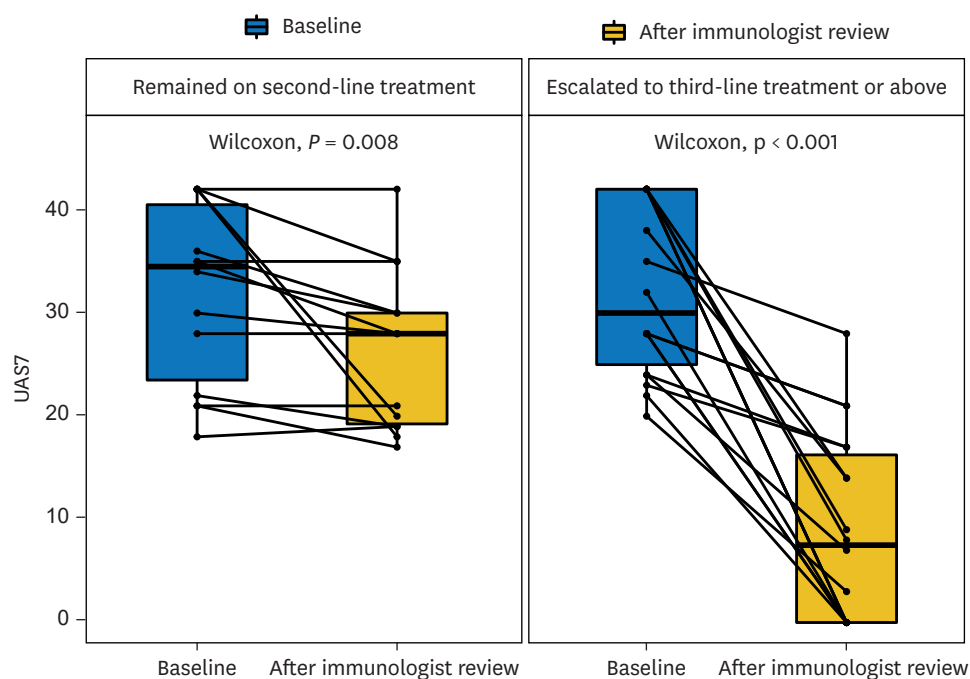 Baseline
After immunologist review
Remained on second-line treatment
Escalated to third-line treatment or above
Wilcoxon, P = 0.008
Wilcoxon, p < 0.001
UAS7
40
30
20
10
0
Baseline
After immunologist review
Baseline
After immunologist review